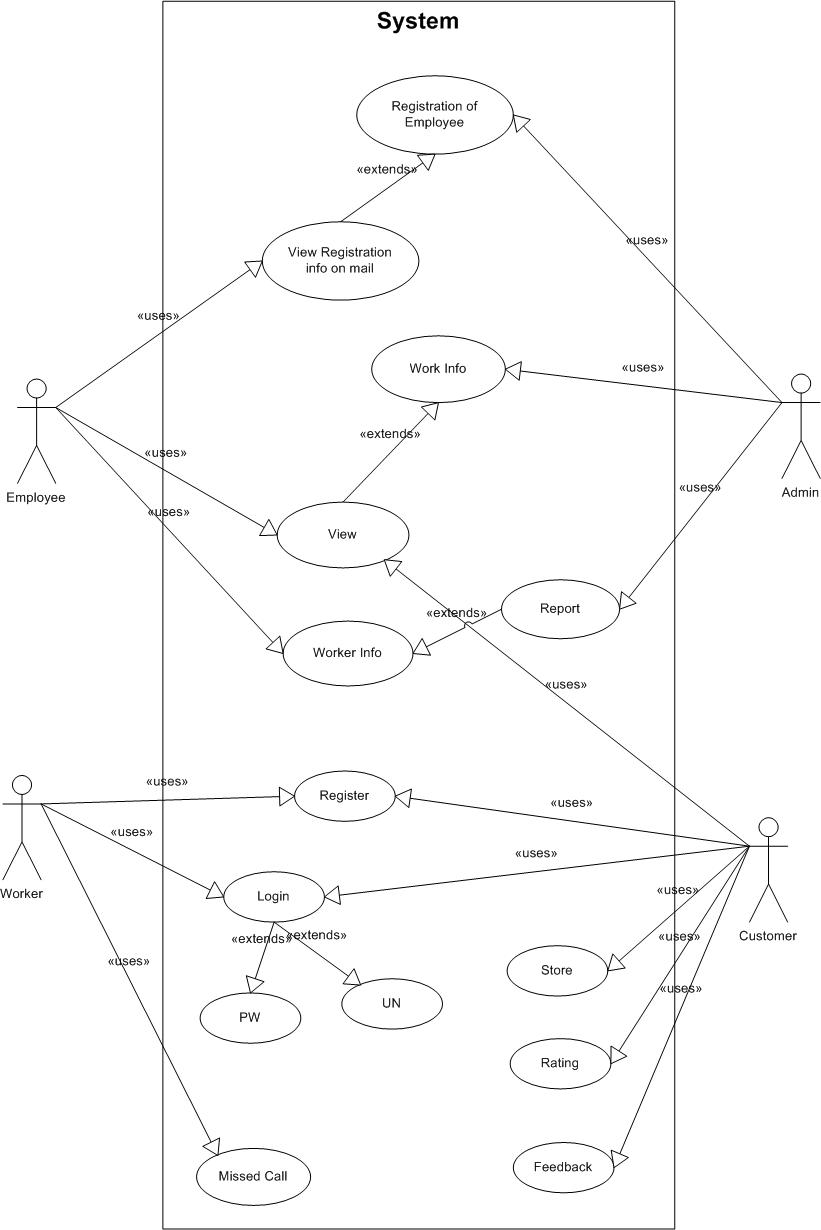 System
Registration of
Employee
«extends»
«uses»
View Registration
info on mail
«uses»
Work Info
«uses»
«extends»
Employee
Admin
«uses»
«uses»
«uses»
View
Report
«extends»
Worker Info
«uses»
«uses»
Register
«uses»
«uses»
«uses»
Worker
Login
«uses»
Customer
«extends»
«extends»
«uses»
«uses»
Store
«uses»
PW
UN
Rating
Missed Call
Feedback